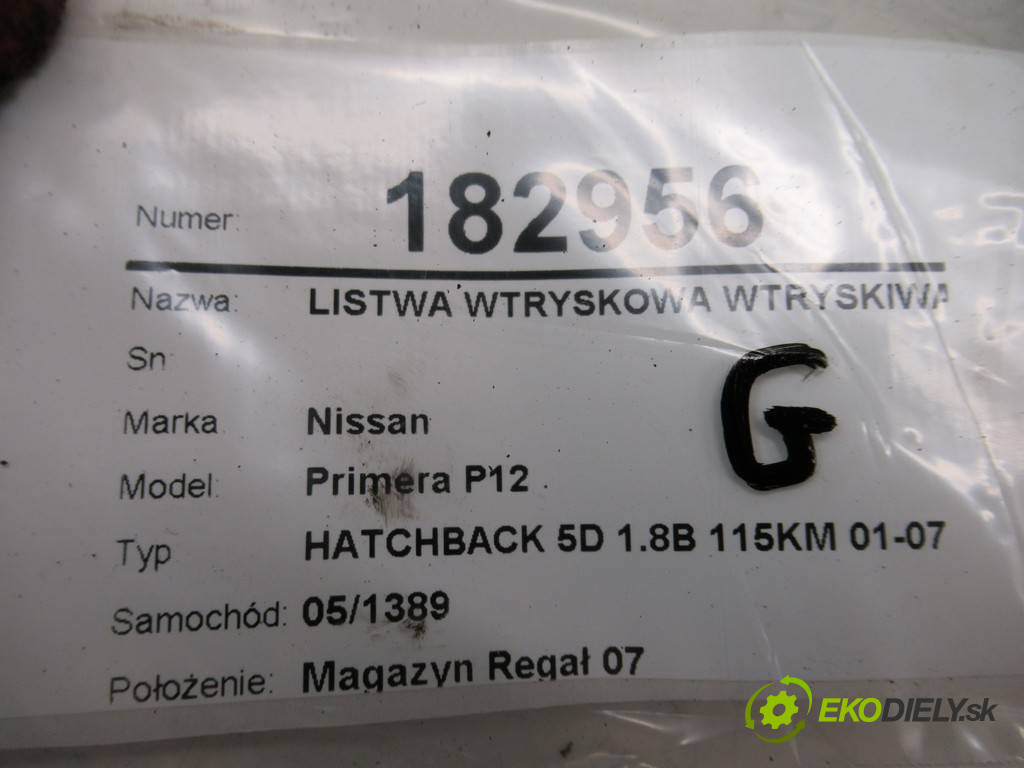 Numer: 182956
Nazwa: LISTWA WTRYSKOWA WTRYSKIWA
Sn
Marka Nissan
Model: Primera P12
G
Typ HATCHBACK 5D 1.8B 115KM 01-07
Samochód: 05/1389
Położenie: Magazyn Regał 07
EKODIELY.sk